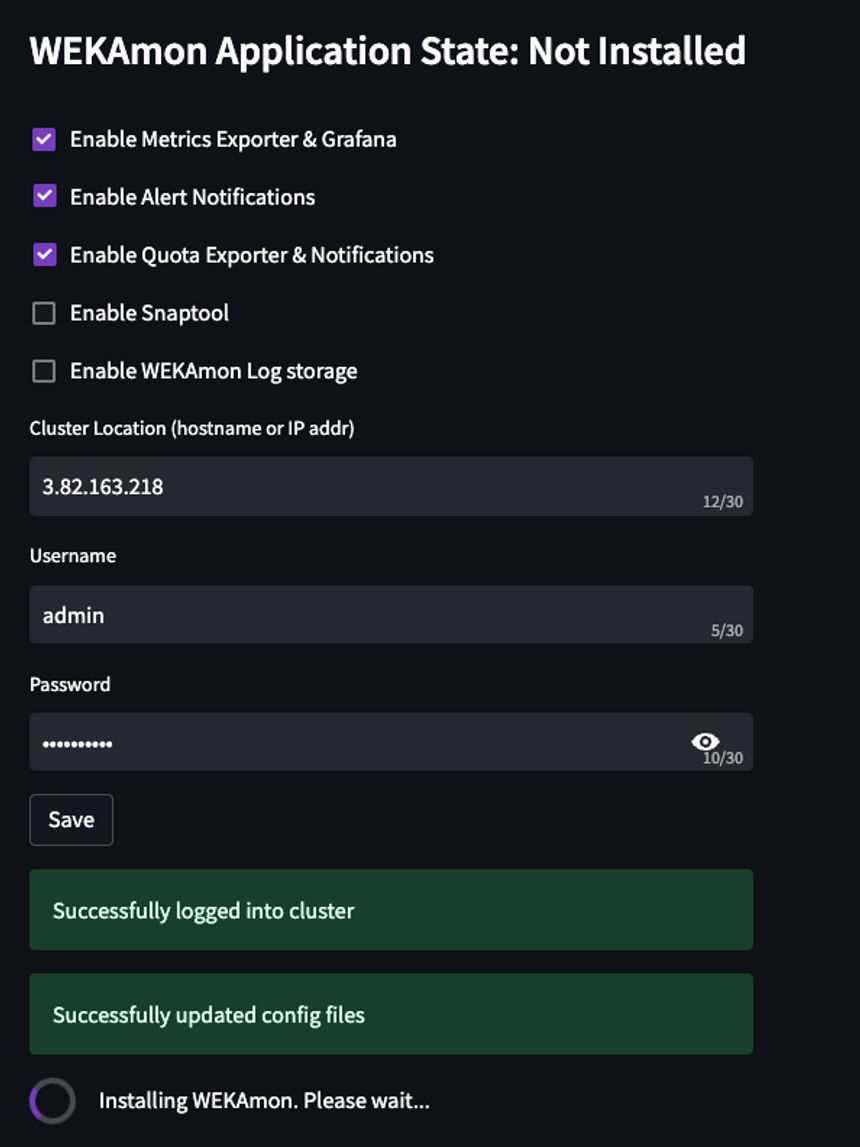 WEKAmon Application State: Not Installed
Enable Metrics Exporter & Grafana
Enable Alert Notifications
Enable Quota Exporter & Notifications
Enable Snaptool
Enable WEKAmon Log storage
Cluster Location (hostname or IP addr)
3.82.163.218
12/30
Username
admin
5/30
Password
••••••••••
10/30
Save
Successfully logged into cluster
Successfully updated config files
Installing WEKAmon. Please wait...